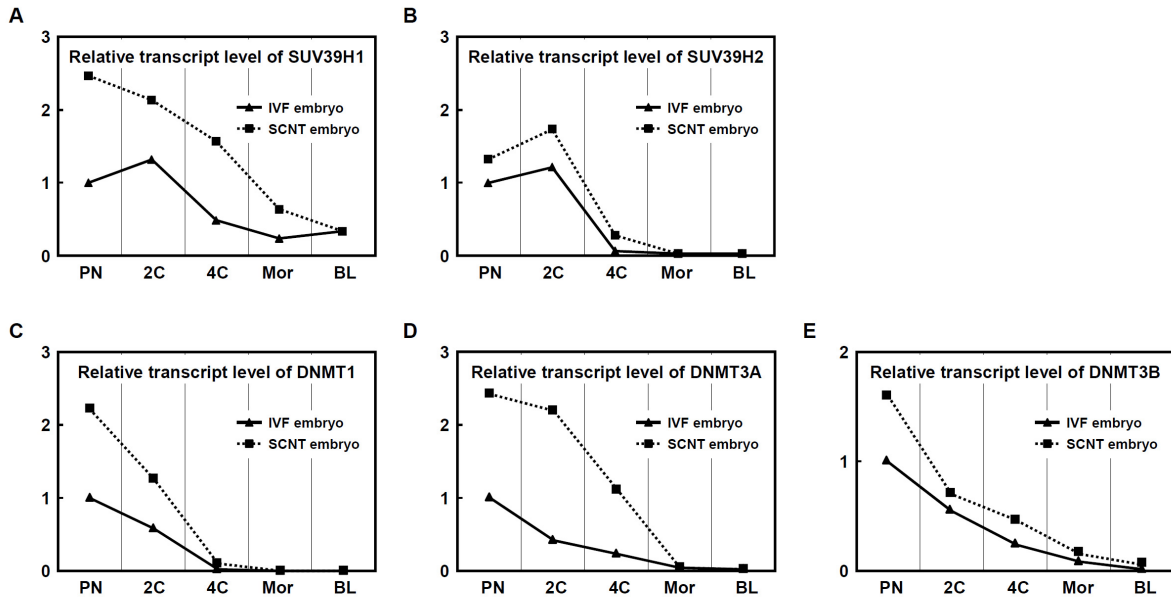 A
Relative transcript level of SUV39H1
3
2
1
0
IVF embryo
SCNT embryo
PN 2C 4C Mor BL
B
Relative transcript level of SUV39H2
3
2
1
0
IVF embryo
SCNT embryo
PN 2C 4C Mor BL
C
Relative transcript level of DNMT1
3
2
1
0
IVF embryo
SCNT embryo
PN 2C 4C Mor BL
D
Relative transcript level of DNMT3A
3
2
1
0
IVF embryo
SCNT embryo
PN 2C 4C Mor BL
E
Relative transcript level of DNMT3B
2
1
0
IVF embryo
SCNT embryo
PN 2C 4C Mor BL